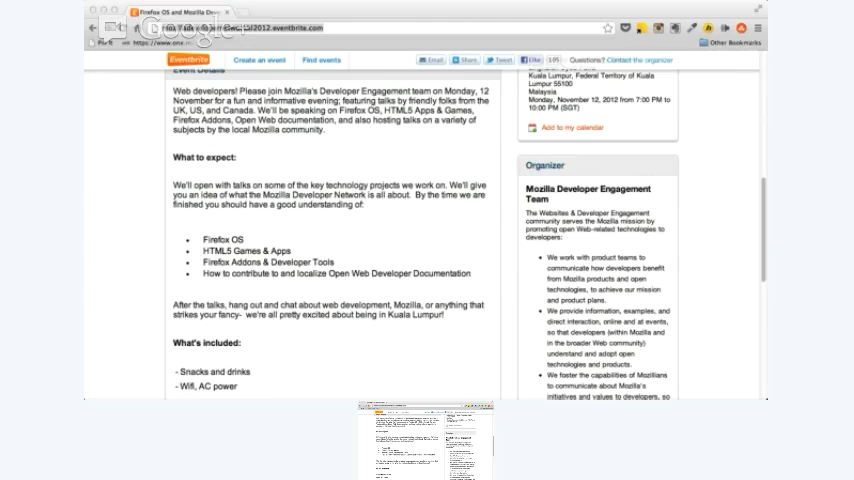 Firefox OS and Mozilla Deve
2012.eventbrite.com
Google+
Pin It
https://www.onx.m
Other Bookmarks
Eventbrite
Create an event
Find events
Email
Share
Tweet
Like
105
Questions? Contact the organizer
Event Details
Web developers! Please join Mozilla's Developer Engagement team on Monday, 12
November for a fun and informative evening; featuring talks by friendly folks from the
UK, US, and Canada. We'll be speaking on Firefox OS, HTML5 Apps & Games,
Firefox Addons, Open Web documentation, and also hosting talks on a variety of
subjects by the local Mozilla community.
What to expect:
We'll open with talks on some of the key technology projects we work on. We'll give
you an idea of what the Mozilla Developer Network is all about. By the time we are
finished you should have a good understanding of:
• Firefox OS
• HTML5 Games & Apps
• Firefox Addons & Developer Tools
• How to contribute to and localize Open Web Developer Documentation
After the talks, hang out and chat about web development, Mozilla, or anything that
strikes your fancy- we're all pretty excited about being in Kuala Lumpur!
What's included:
- Snacks and drinks
- Wifi, AC power
Kuala Lumpur, Federal Territory of Kuala
Lumpur 55100
Malaysia
Monday, November 12, 2012 from 7:00 PM to
10:00 PM (SGT)
Add to my calendar
Organizer
Mozilla Developer Engagement
Team
The Websites & Developer Engagement
community serves the Mozilla mission by
promoting open Web-related technologies to
developers:
• We work with product teams to
communicate how developers benefit
from Mozilla products and open
technologies, to achieve our mission
and product plans.
• We provide information, examples, and
direct interaction, online and at events,
so that developers (within Mozilla and
in the broader Web community)
understand and adopt open
technologies and products.
• We foster the capabilities of Mozillians
to communicate about Mozilla's
initiatives and values to developers, so